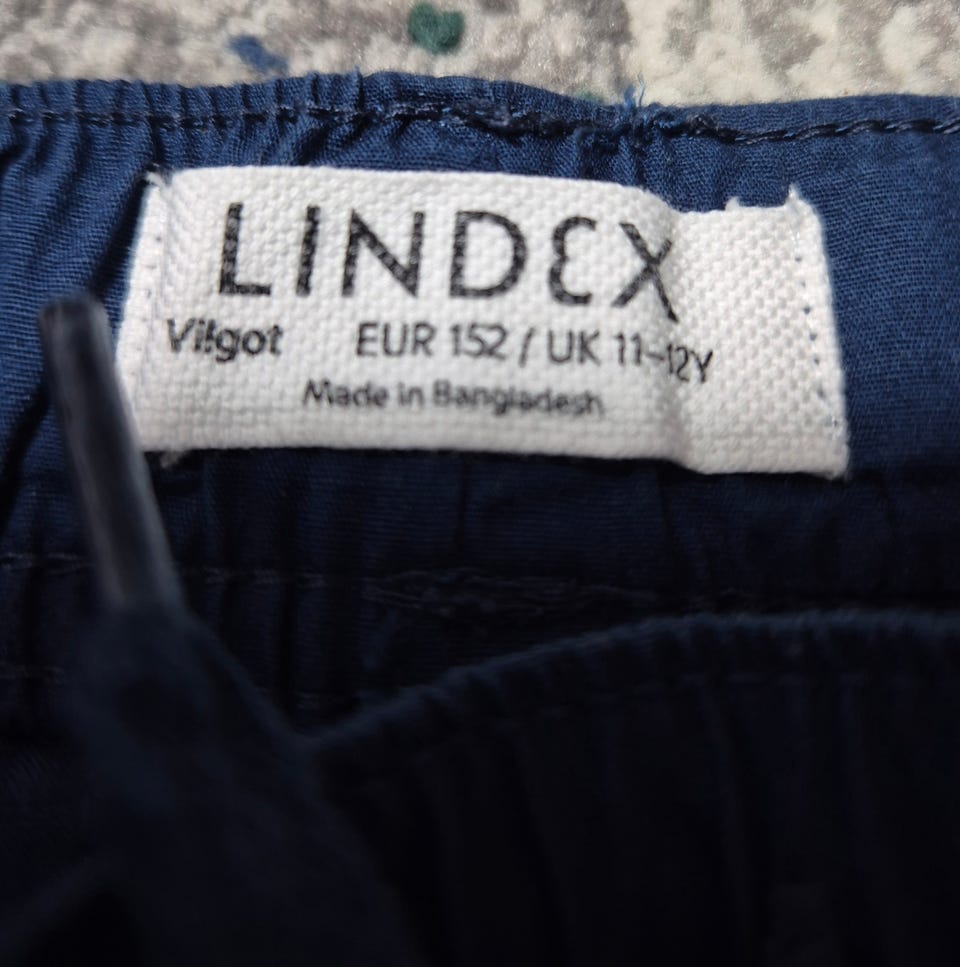 LINDEX
Vilgot EUR 152 / UK 11-12Y
Made in Bangladesh